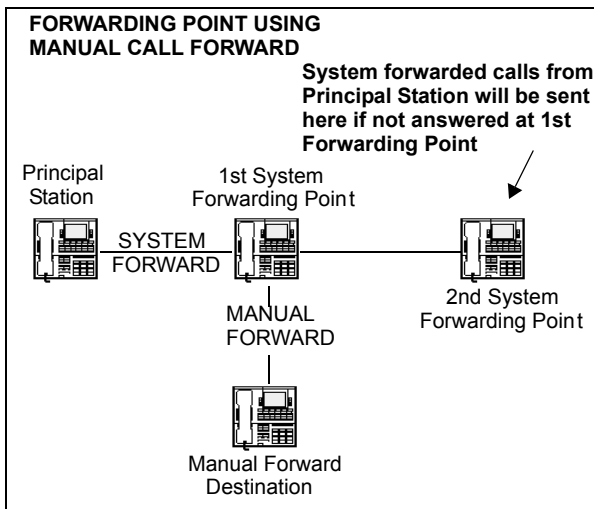 FORWARDING POINT USING
MANUAL CALL FORWARD
System forwarded calls from
Principal Station will be sent
here if not answered at 1st
Forwarding Point
Principal
Station
1st System
Forwarding Point
SYSTEM
FORWARD
2nd System
Forwarding Point
MANUAL
FORWARD
Manual Forward
Destination